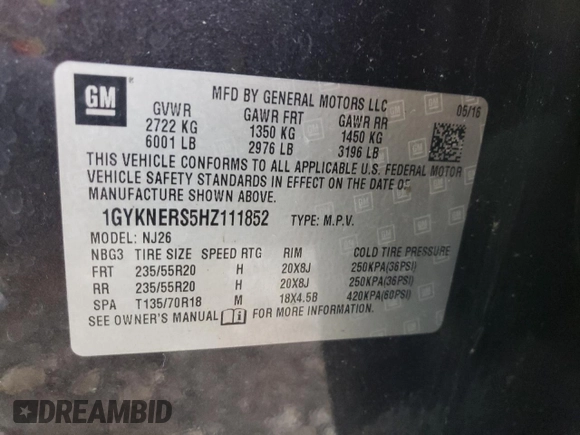 GM
MFD BY GENERAL MOTORS LLC
GVWR GAWR FRT GAWR RR 05/16
2722 KG 1350 KG 1450 KG
6001 LB 2976 LB 3196 LB
THIS VEHICLE CONFORMS TO ALL APPLICABLE U.S. FEDERAL MOTOR
VEHICLE SAFETY STANDARDS IN EFFECT ON THE DATE OF
MANUFACTURE SHOWN ABOVE.
1GYKNERS5HZ111852 TYPE: M.P.V.
MODEL: NJ26
NBG3 TIRE SIZE SPEED RTG RIM COLD TIRE PRESSURE
FRT 235/55R20 H 20X8J 250KPA(36PSI)
RR 235/55R20 H 20X8J 250KPA(36PSI)
SPA T135/70R18 M 18X4.5B 420KPA(60PSI)
SEE OWNER'S MANUAL FOR MORE INFORMATION.
DREAMBID